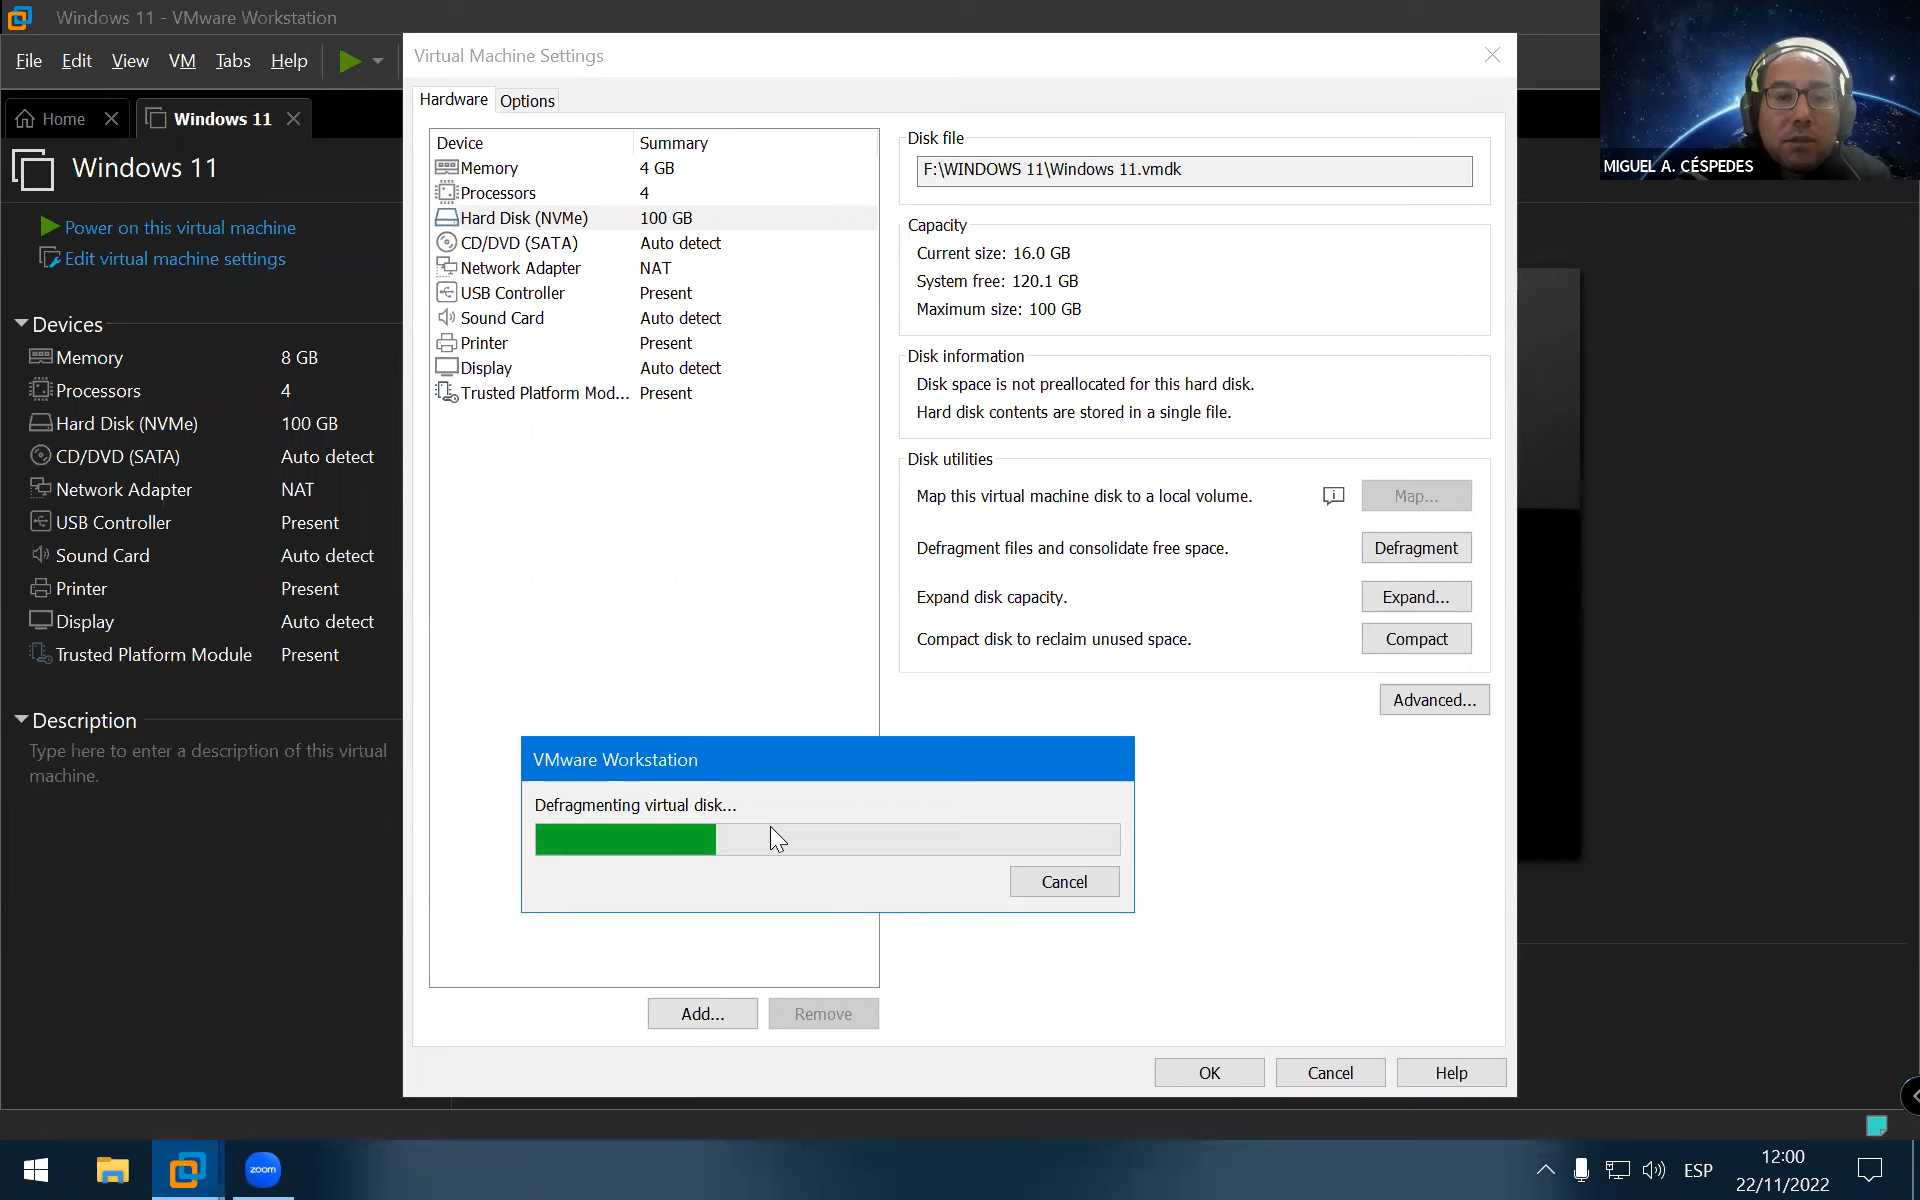 Windows 11 - VMware Workstation
File Edit View VM Tabs Help
Home
Windows 11
Windows 11
Power on this virtual machine
Edit virtual machine settings
Devices
Memory 8 GB
Processors 4
Hard Disk (NVMe) 100 GB
CD/DVD (SATA) Auto detect
Network Adapter NAT
USB Controller Present
Sound Card Auto detect
Printer Present
Display Auto detect
Trusted Platform Module Present
Description
Type here to enter a description of this virtual
machine.
Virtual Machine Settings
Hardware Options
Device Summary
Memory 4 GB
Processors 4
Hard Disk (NVMe) 100 GB
CD/DVD (SATA) Auto detect
Network Adapter NAT
USB Controller Present
Sound Card Auto detect
Printer Present
Display Auto detect
Trusted Platform Mod... Present
Add... Remove
Disk file
F:\WINDOWS 11\Windows 11.vmdk
Capacity
Current size: 16.0 GB
System free: 120.1 GB
Maximum size: 100 GB
Disk information
Disk space is not preallocated for this hard disk.
Hard disk contents are stored in a single file.
Disk utilities
Map this virtual machine disk to a local volume. Map...
Defragment files and consolidate free space. Defragment
Expand disk capacity. Expand...
Compact disk to reclaim unused space. Compact
Advanced...
VMware Workstation
Defragmenting virtual disk...
Cancel
OK Cancel Help
MIGUEL A. CÉSPEDES
zoom
ESP
12:00
22/11/2022